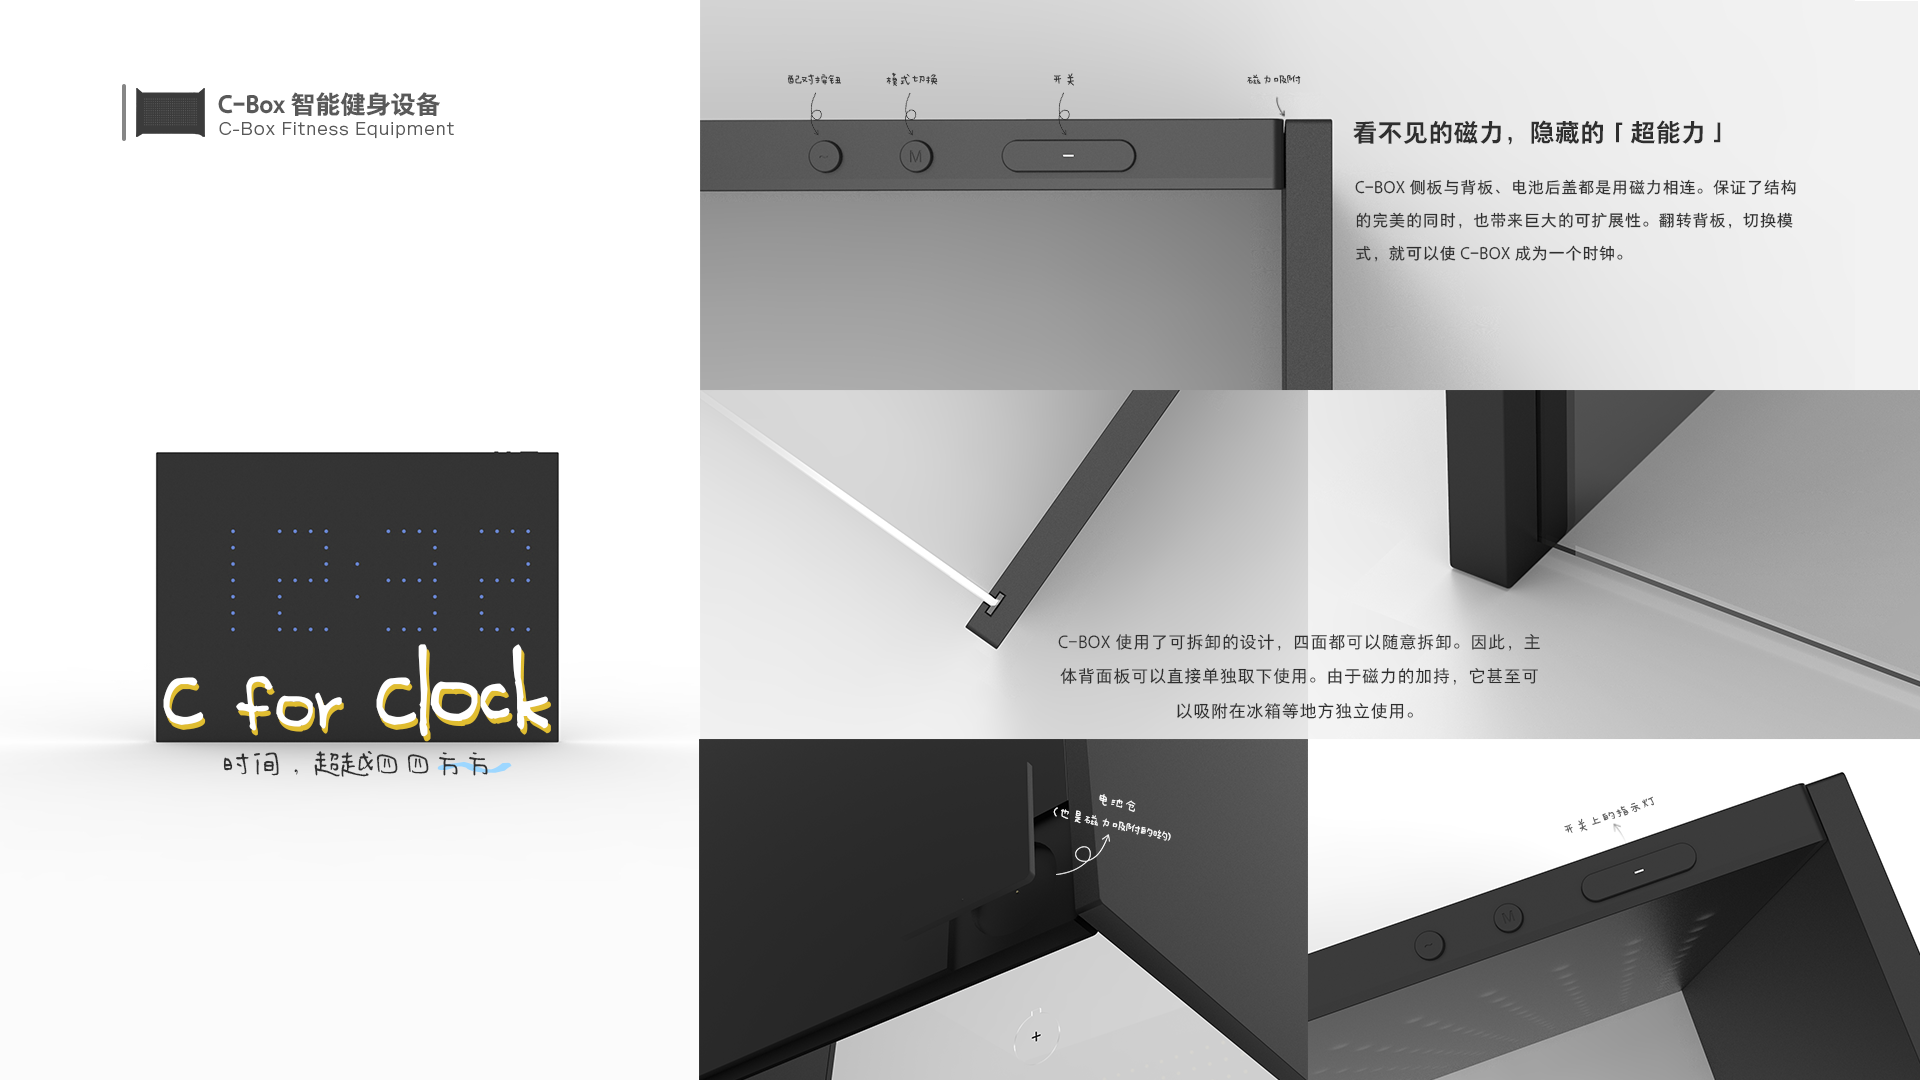 C-Box 智能健身设备
C-Box Fitness Equipment
12:32
C for clock
时间，超越四四方方
配对按钮
模式切换
开关
磁力吸附
~
M
看不见的磁力，隐藏的「超能力」
C-BOX 侧板与背板、电池后盖都是用磁力相连。保证了结构
的完美的同时，也带来巨大的可扩展性。翻转背板，切换模
式，就可以使 C-BOX 成为一个时钟。
C-BOX 使用了可拆卸的设计，四面都可以随意拆卸。因此，主
体背面板可以直接单独取下使用。由于磁力的加持，它甚至可
以吸附在冰箱等地方独立使用。
电池仓
(也是磁力吸附的哟)
+
开关上的指示灯
~
M